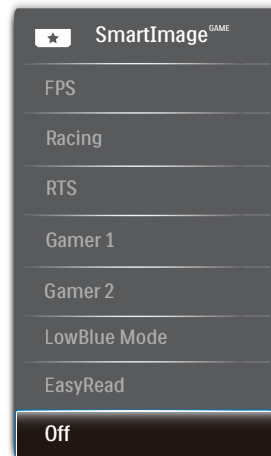 SmartImage GAME
FPS
Racing
RTS
Gamer 1
Gamer 2
LowBlue Mode
EasyRead
Off